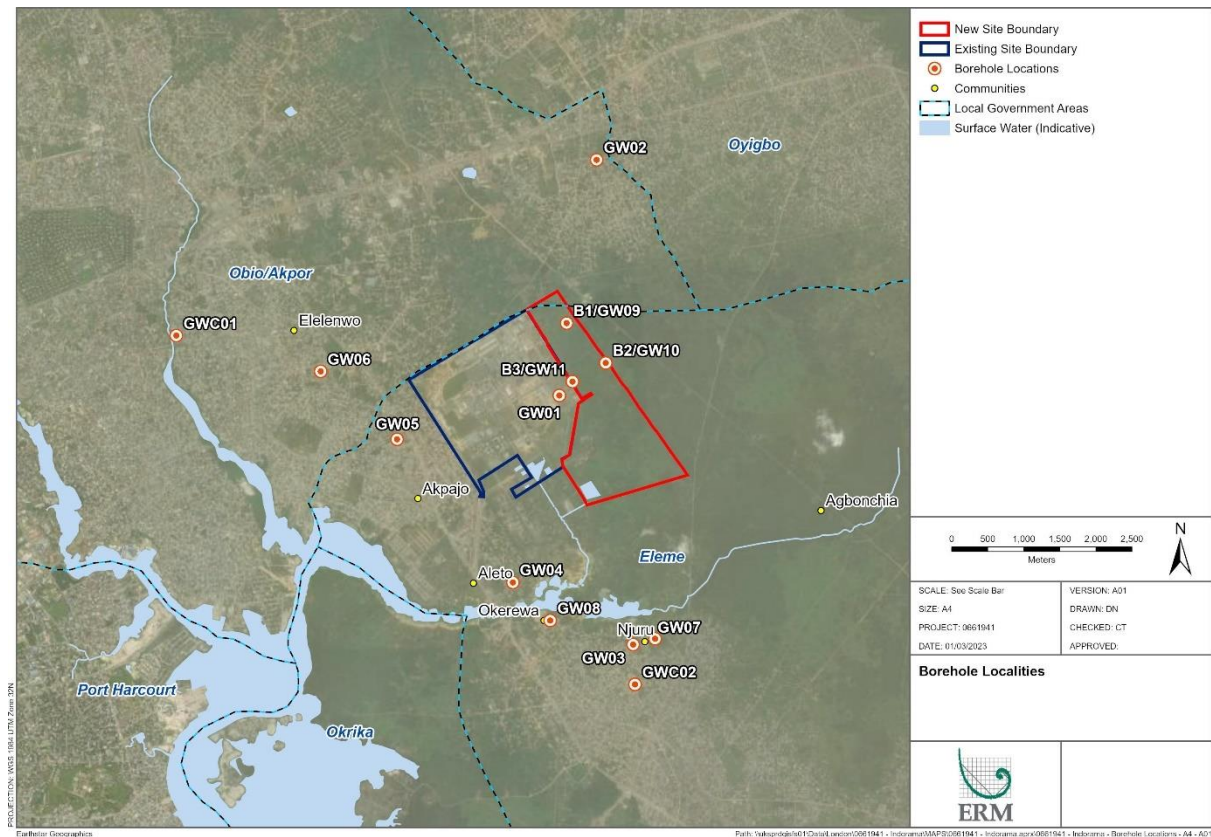 New Site Boundary
Existing Site Boundary
Borehole Locations
Communities
Local Government Areas
Surface Water (Indicative)
GW02
Oyigbo
Obio/Akpor
B1/GW09
GWC01
Elelenwo
GW06
B2/GW10
B3/GW11
GW01
GW05
Akpajo
Agbonchia
Eleme
Aleto
GW04
Okerewa
GW08
Njuru
GW07
GW03
GWC02
Port Harcourt
Okrika
N
0 500 1,000 1,500 2,000 2,500
Meters
SCALE: See Scale Bar
VERSION: A01
SIZE: A4
DRAWN: DN
PROJECT: 0661941
CHECKED: CT
DATE: 01/03/2023
APPROVED:
Borehole Localities
ERM
PROJECTION: WGS 1984 UTM Zone 32N
Earthstar Geographics